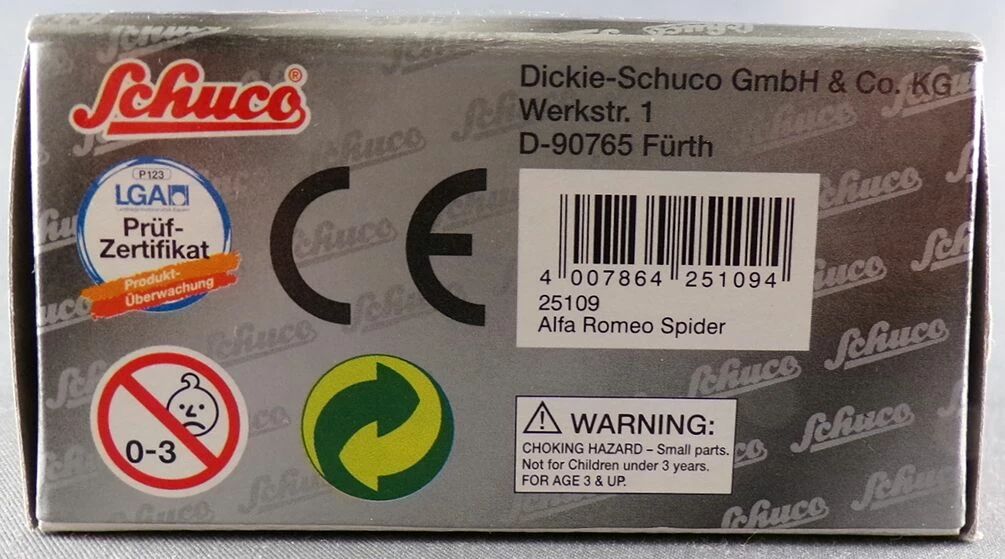 Schuco®
Dickie-Schuco GmbH & Co. KG
Werkstr. 1
D-90765 Fürth
P123
LGA
Prüf-
Zertifikat
Produkt-
Überwachung
CE
4 007864 251094
25109
Alfa Romeo Spider
0-3
WARNING:
CHOKING HAZARD – Small parts.
Not for Children under 3 years.
FOR AGE 3 & UP.